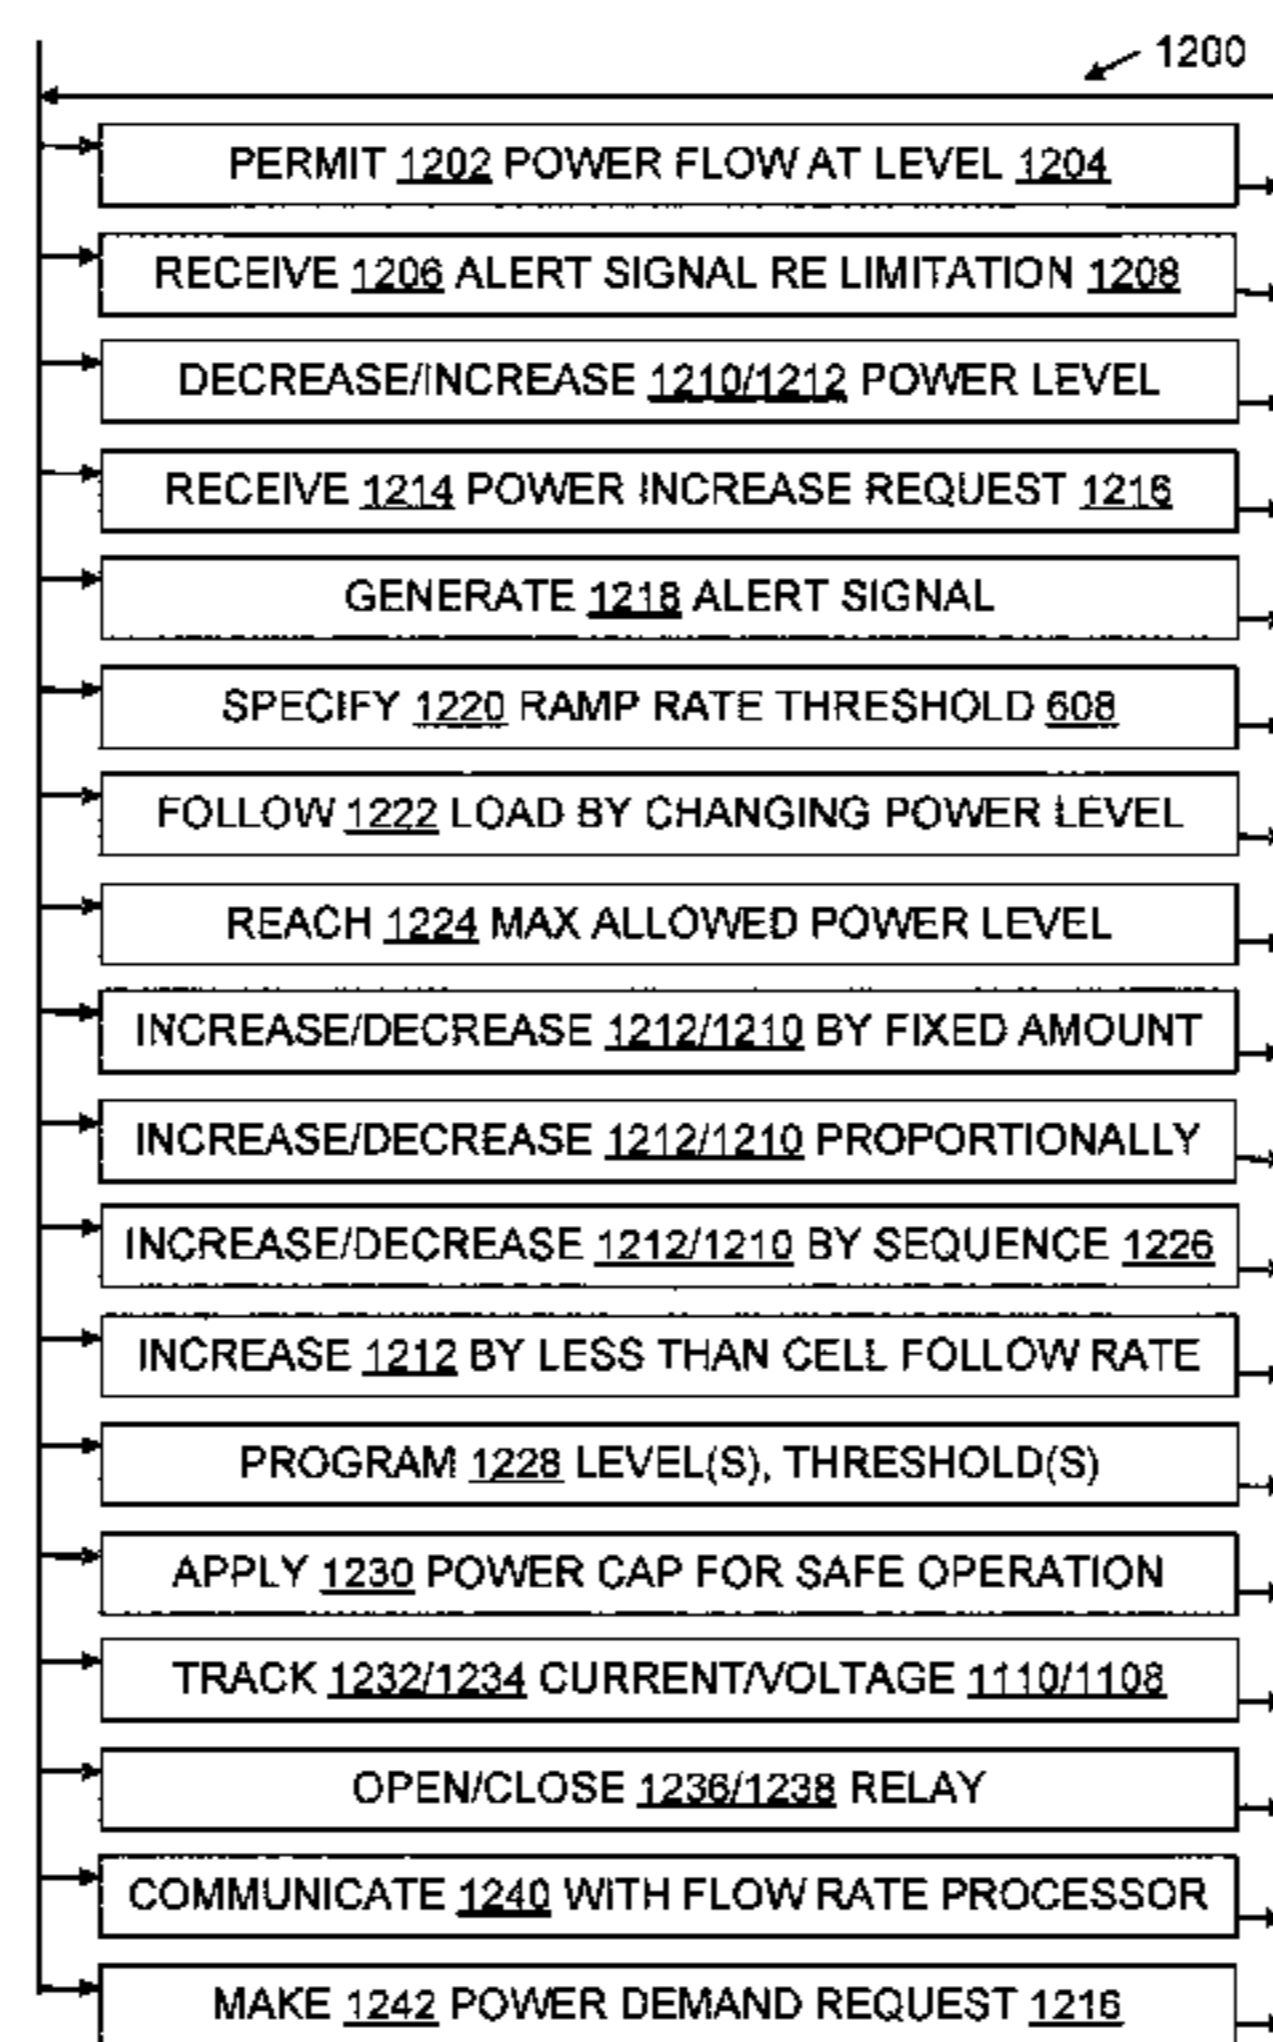 1200
PERMIT 1202 POWER FLOW AT LEVEL 1204
RECEIVE 1206 ALERT SIGNAL RE LIMITATION 1208
DECREASE/INCREASE 1210/1212 POWER LEVEL
RECEIVE 1214 POWER INCREASE REQUEST 1216
GENERATE 1218 ALERT SIGNAL
SPECIFY 1220 RAMP RATE THRESHOLD 608
FOLLOW 1222 LOAD BY CHANGING POWER LEVEL
REACH 1224 MAX ALLOWED POWER LEVEL
INCREASE/DECREASE 1212/1210 BY FIXED AMOUNT
INCREASE/DECREASE 1212/1210 PROPORTIONALLY
INCREASE/DECREASE 1212/1210 BY SEQUENCE 1226
INCREASE 1212 BY LESS THAN CELL FOLLOW RATE
PROGRAM 1228 LEVEL(S), THRESHOLD(S)
APPLY 1230 POWER CAP FOR SAFE OPERATION
TRACK 1232/1234 CURRENT/VOLTAGE 1110/1108
OPEN/CLOSE 1236/1238 RELAY
COMMUNICATE 1240 WITH FLOW RATE PROCESSOR
MAKE 1242 POWER DEMAND REQUEST 1216